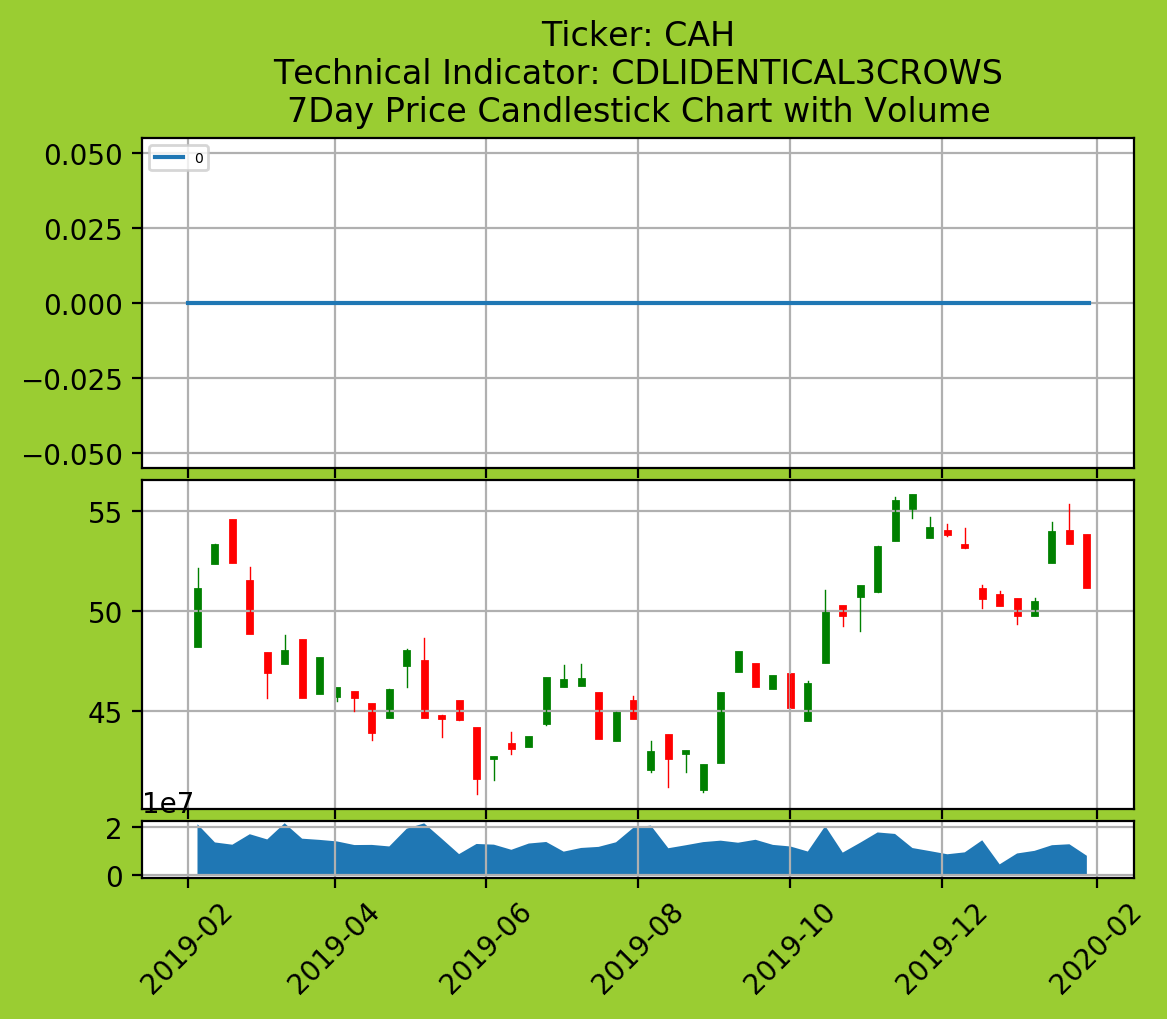 Ticker: CAH
Technical Indicator: CDLIDENTICAL3CROWS
7Day Price Candlestick Chart with Volume
0.050
0
0.025
0.000
−0.025
−0.050
55
50
45
1e7
2
0
2019-02 2019-04 2019-06 2019-08 2019-10 2019-12 2020-02